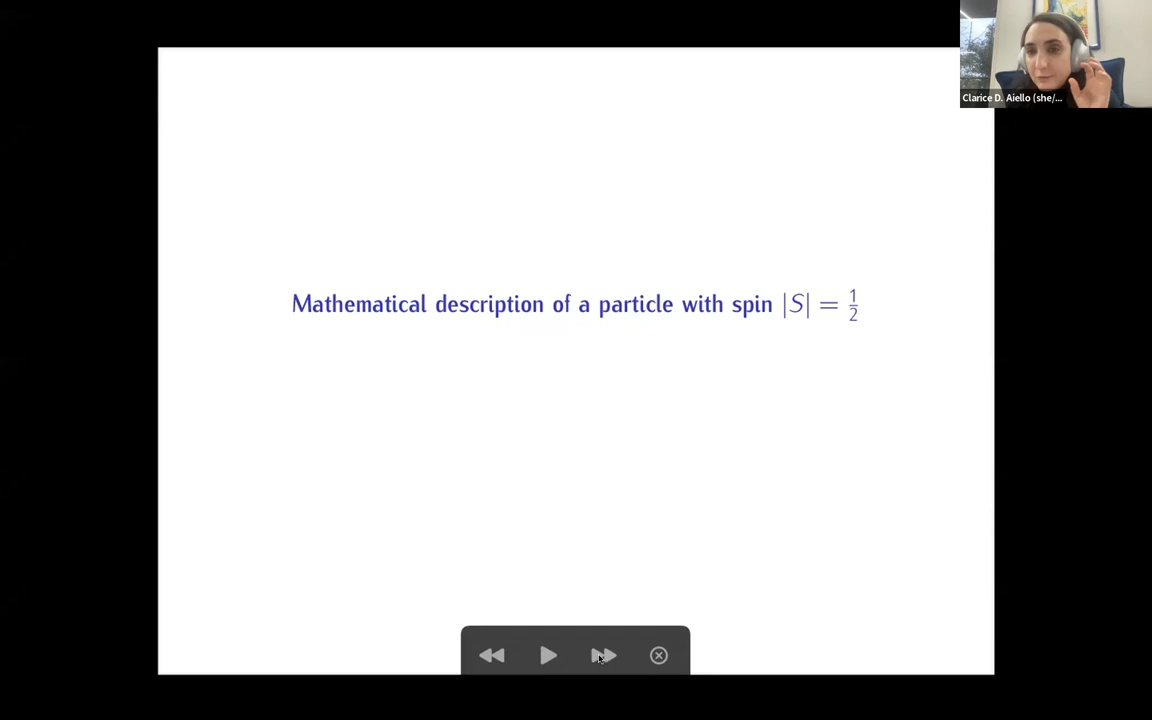 Clarice D. Aiello (she/...
Mathematical description of a particle with spin |S| = 1/2